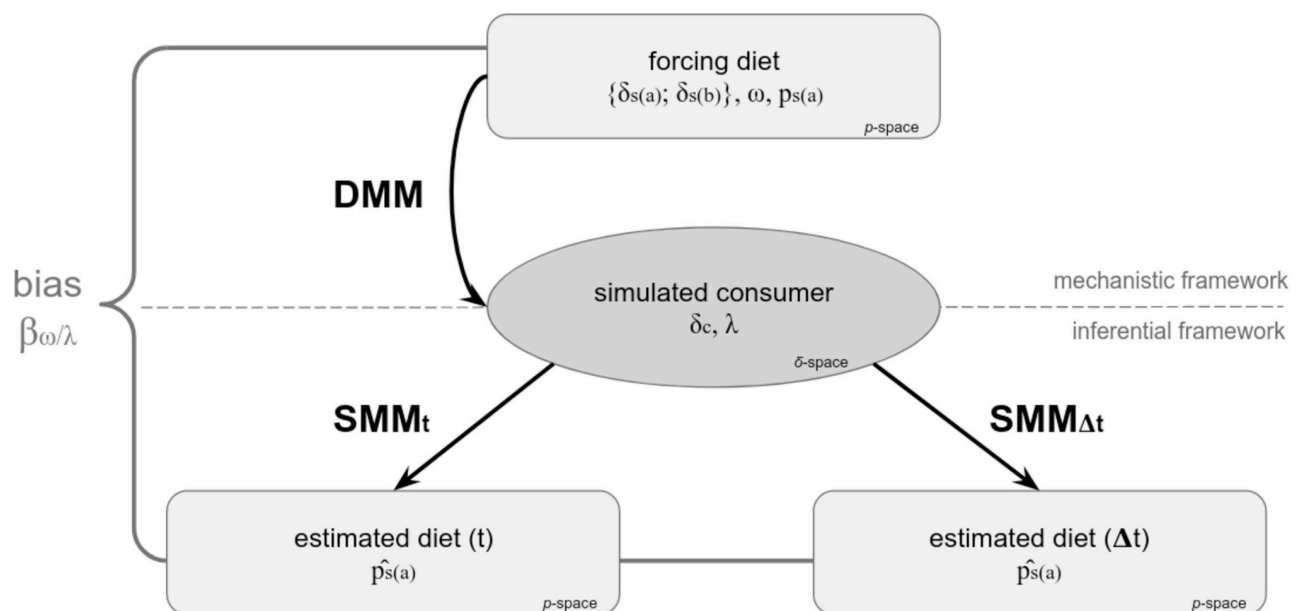 forcing diet
{δs(a); δs(b)}, ω, ps(a)
p-space
DMM
bias
βω/λ
simulated consumer
δc, λ
δ-space
mechanistic framework
inferential framework
SMMt
SMMΔt
estimated diet (t)
p̂s(a)
p-space
estimated diet (Δt)
p̂s(a)
p-space